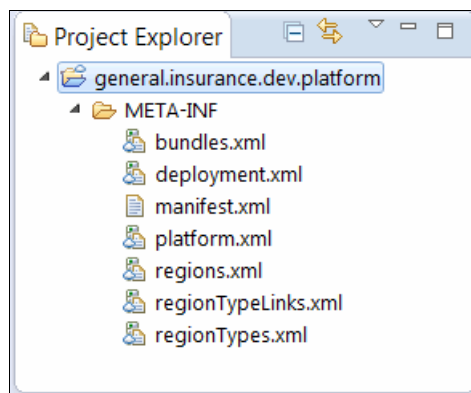 Project Explorer
general.insurance.dev.platform
META-INF
bundles.xml
deployment.xml
manifest.xml
platform.xml
regions.xml
regionTypeLinks.xml
regionTypes.xml